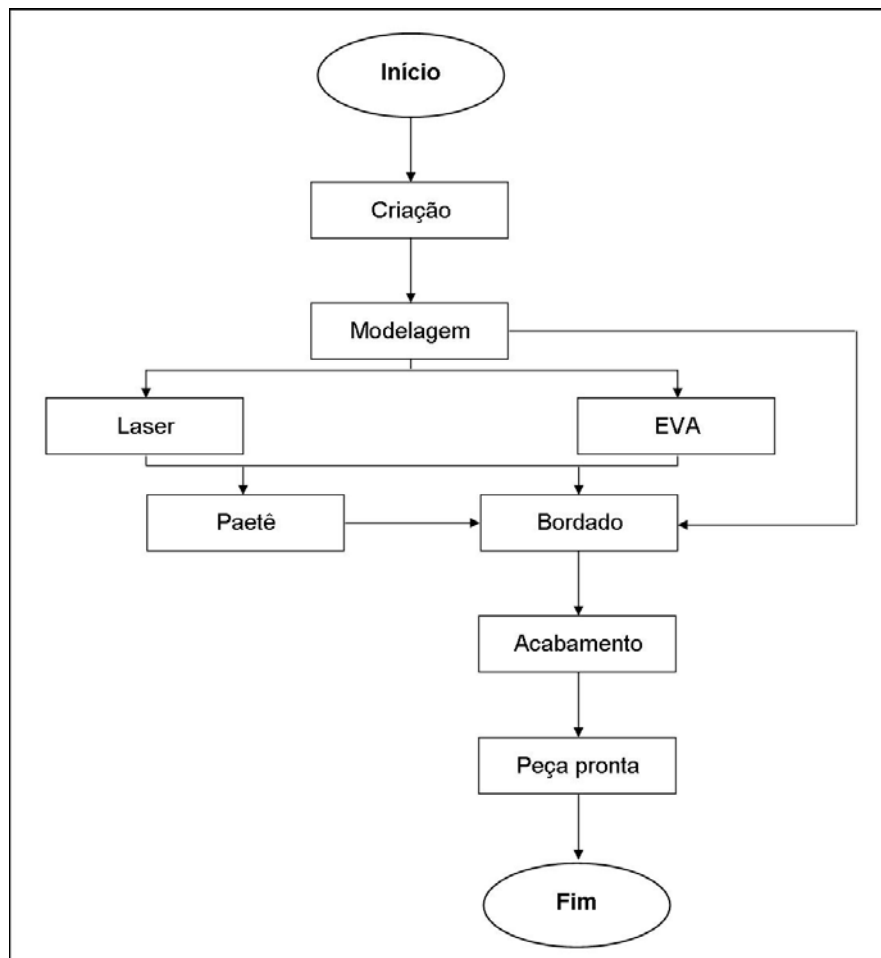 Início
Criação
Modelagem
Laser
EVA
Paetê
Bordado
Acabamento
Peça pronta
Fim